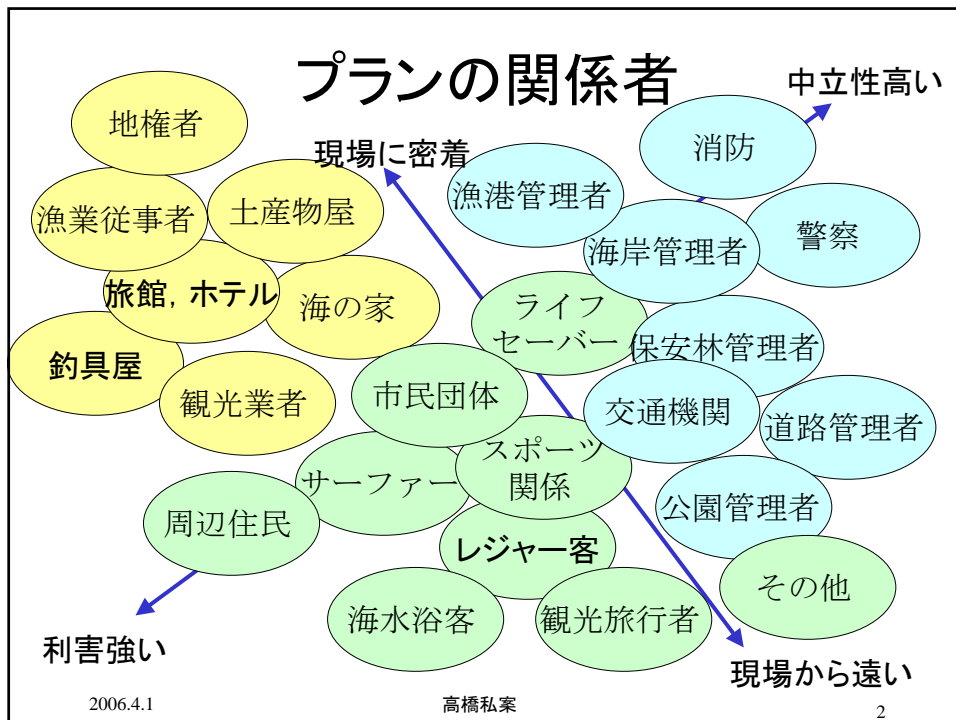 プランの関係者
中立性高い
地権者
現場に密着
消防
漁業従事者
土産物屋
漁港管理者
海岸管理者
警察
旅館，ホテル
海の家
ライフ
セーバー
保安林管理者
釣具屋
観光業者
市民団体
交通機関
道路管理者
サーファー
スポーツ
関係
周辺住民
公園管理者
レジャー客
その他
海水浴客
観光旅行者
利害強い
現場から遠い
2006.4.1
高橋私案
2